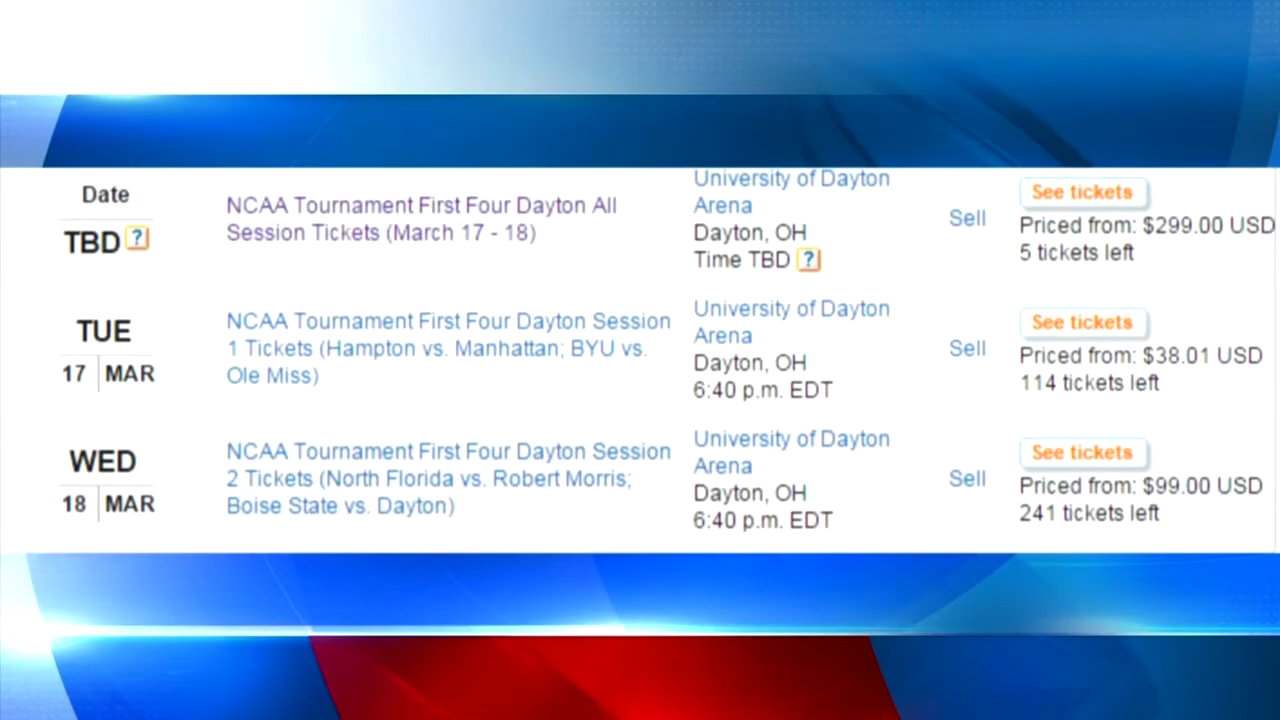 Date
TBD ?
NCAA Tournament First Four Dayton All
Session Tickets (March 17 - 18)
University of Dayton
Arena
Dayton, OH
Time TBD ?
Sell
See tickets
Priced from: $299.00 USD
5 tickets left
TUE
17 MAR
NCAA Tournament First Four Dayton Session
1 Tickets (Hampton vs. Manhattan; BYU vs.
Ole Miss)
University of Dayton
Arena
Dayton, OH
6:40 p.m. EDT
Sell
See tickets
Priced from: $38.01 USD
114 tickets left
WED
18 MAR
NCAA Tournament First Four Dayton Session
2 Tickets (North Florida vs. Robert Morris;
Boise State vs. Dayton)
University of Dayton
Arena
Dayton, OH
6:40 p.m. EDT
Sell
See tickets
Priced from: $99.00 USD
241 tickets left